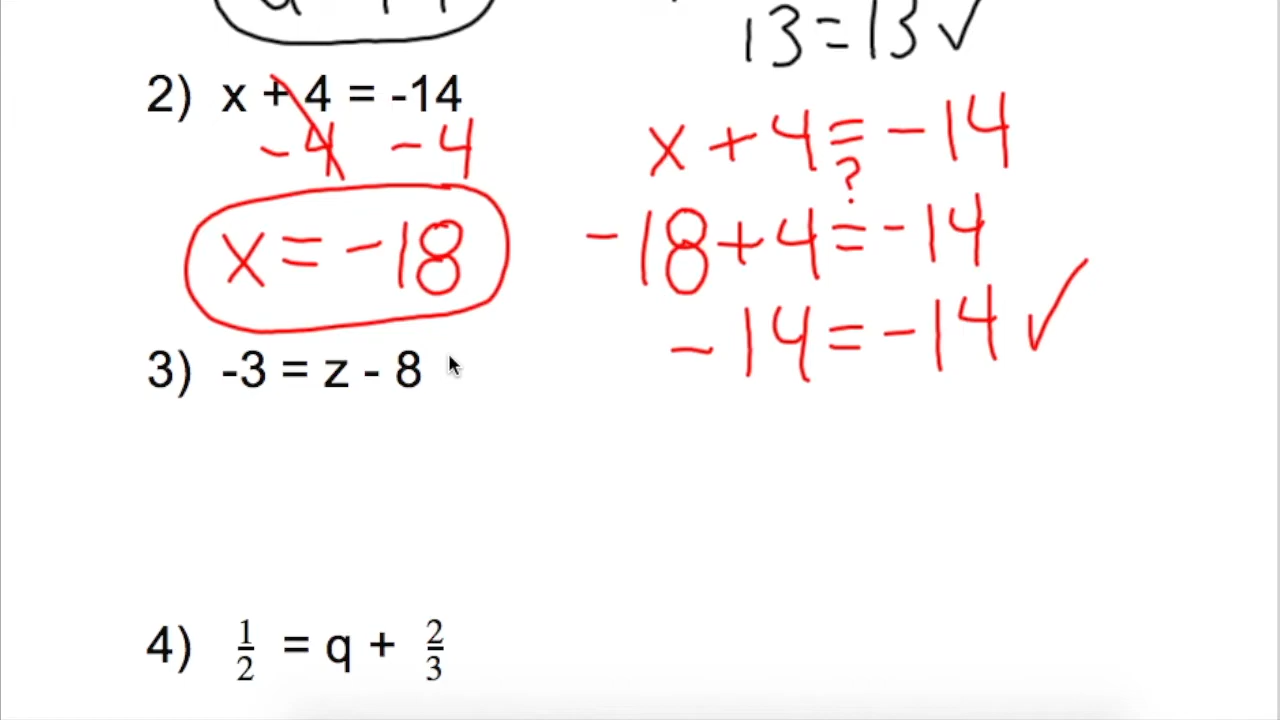 13=13✓
2) x + 4 = -14
-4 -4
x = -18
x + 4 = -14
?
-18 + 4 = -14
-14 = -14 ✓
3) -3 = z - 8
4) 1/2 = q + 2/3